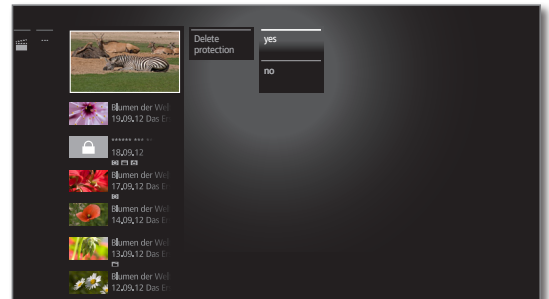 Delete
protection
yes
no
Blumen der Wel
19.09.12 Das E
****** *** **
18.09.12
Blumen der Wel
17.09.12 Das E
Blumen der Wel
14.09.12 Das E
Blumen der Wel
13.09.12 Das E
Blumen der Wel
12.09.12 Das E